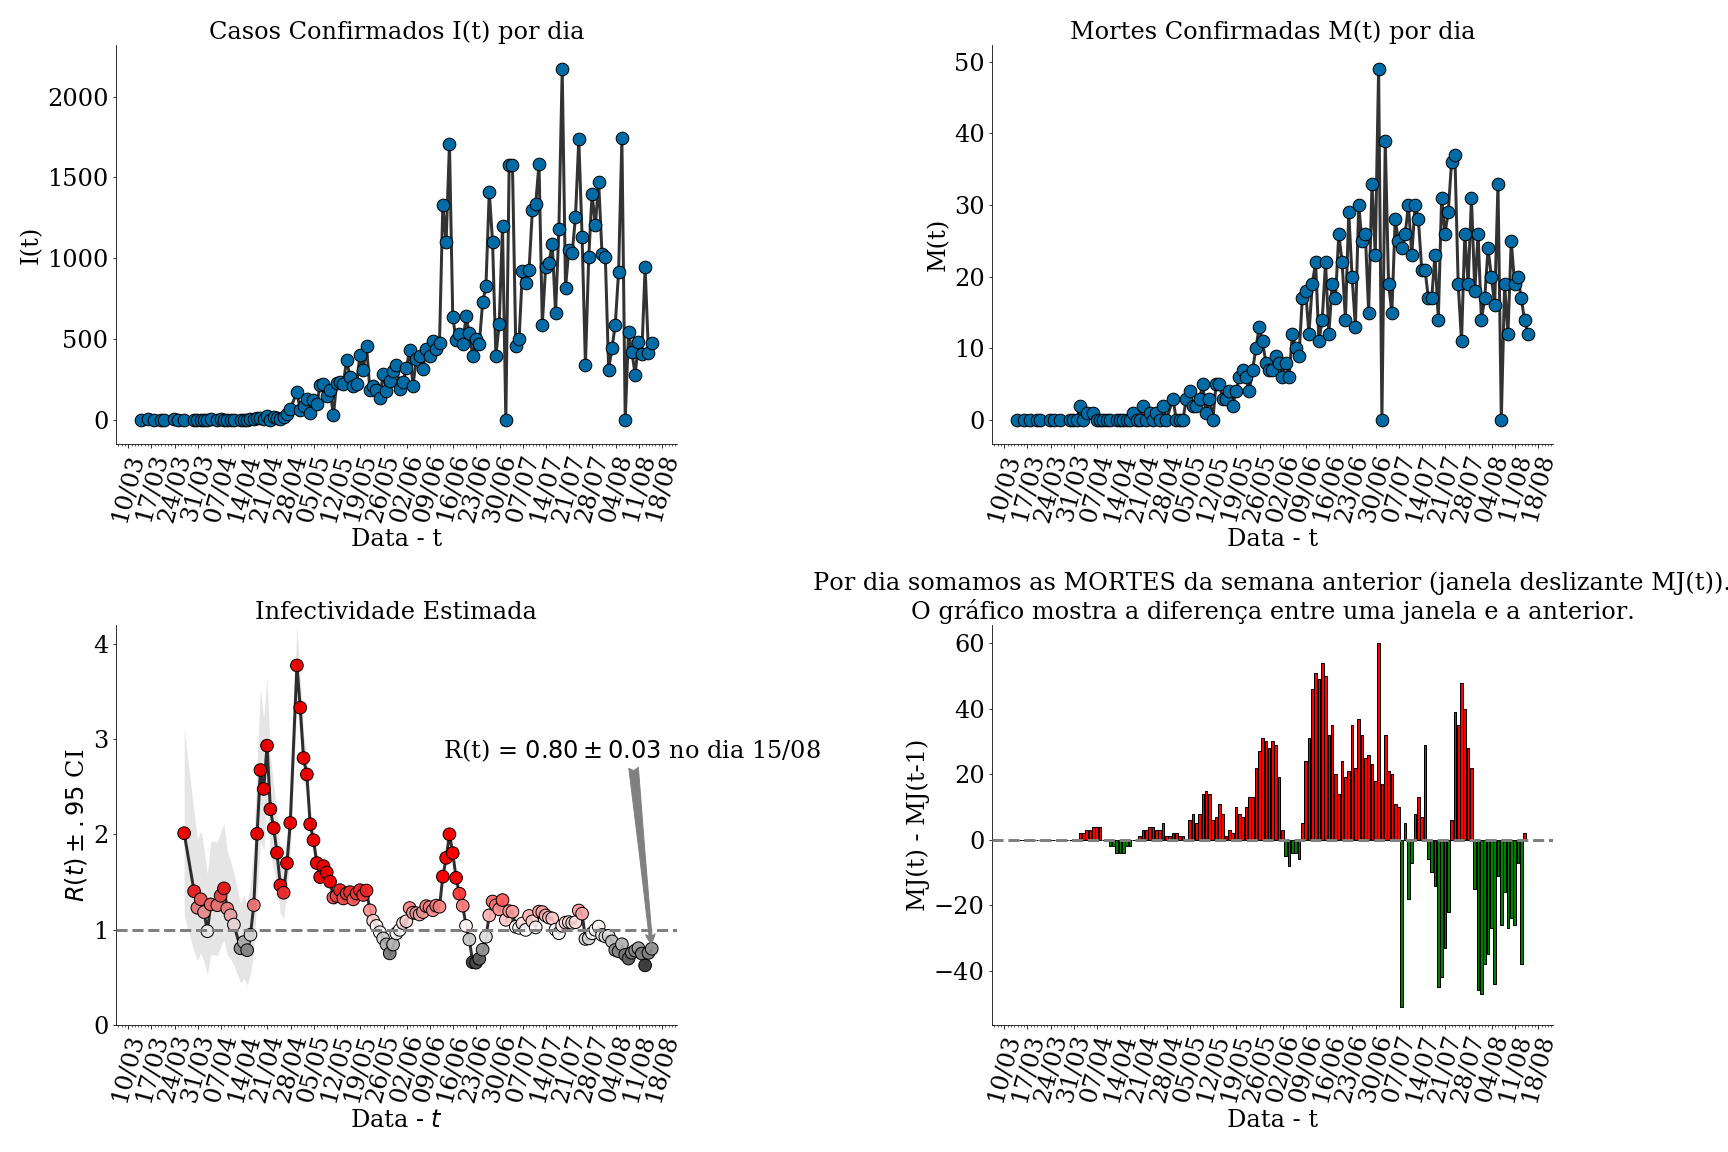 Casos Confirmados I(t) por dia
2000
1500
1000
500
0
I(t)
10/03 17/03 24/03 31/03 07/04 14/04 21/04 28/04 05/05 12/05 19/05 26/05 02/06 09/06 16/06 23/06 30/06 07/07 14/07 21/07 28/07 04/08 11/08 18/08
Data - t
Mortes Confirmadas M(t) por dia
50
40
30
20
10
0
M(t)
10/03 17/03 24/03 31/03 07/04 14/04 21/04 28/04 05/05 12/05 19/05 26/05 02/06 09/06 16/06 23/06 30/06 07/07 14/07 21/07 28/07 04/08 11/08 18/08
Data - t
Infectividade Estimada
4
3
2
1
0
R(t) ± .95 CI
R(t) = 0.80 ± 0.03 no dia 15/08
10/03 17/03 24/03 31/03 07/04 14/04 21/04 28/04 05/05 12/05 19/05 26/05 02/06 09/06 16/06 23/06 30/06 07/07 14/07 21/07 28/07 04/08 11/08 18/08
Data - t
Por dia somamos as MORTES da semana anterior (janela deslizante MJ(t)).
O gráfico mostra a diferença entre uma janela e a anterior.
60
40
20
0
−20
−40
MJ(t) - MJ(t-1)
10/03 17/03 24/03 31/03 07/04 14/04 21/04 28/04 05/05 12/05 19/05 26/05 02/06 09/06 16/06 23/06 30/06 07/07 14/07 21/07 28/07 04/08 11/08 18/08
Data - t